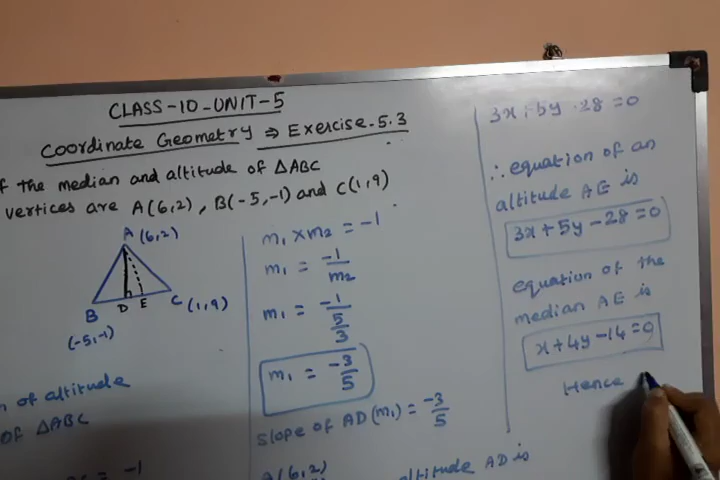 CLASS-10-UNIT-5
Coordinate Geometry ⇒ Exercise-5.3
f the median and altitude of ΔABC
vertices are A(6,2), B(-5,-1) and C(1,9)
A (6,2)
B
D
E
C (1,9)
(-5,-1)
n of altitude
of ΔABC
= -1
m₁ × m₂ = -1
m₁ = -1/m₂
m₁ = -1/(5/3)
m₁ = -3/5
slope of AD (m₁) = -3/5
A(6,2)
altitude AD is
3x+5y-28=0
∴ equation of an
altitude AE is
3x+5y-28=0
equation of the
median AE is
x+4y-14=0
Hence